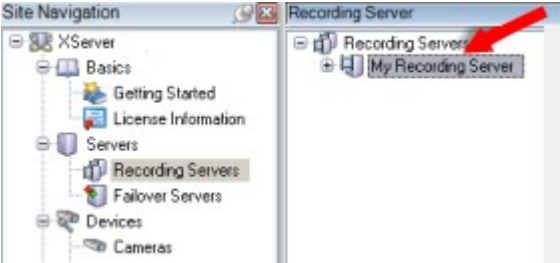 Site Navigation
XServer
Basics
Getting Started
License Information
Servers
Recording Servers
Failover Servers
Devices
Cameras
Recording Server
Recording Servers
My Recording Server